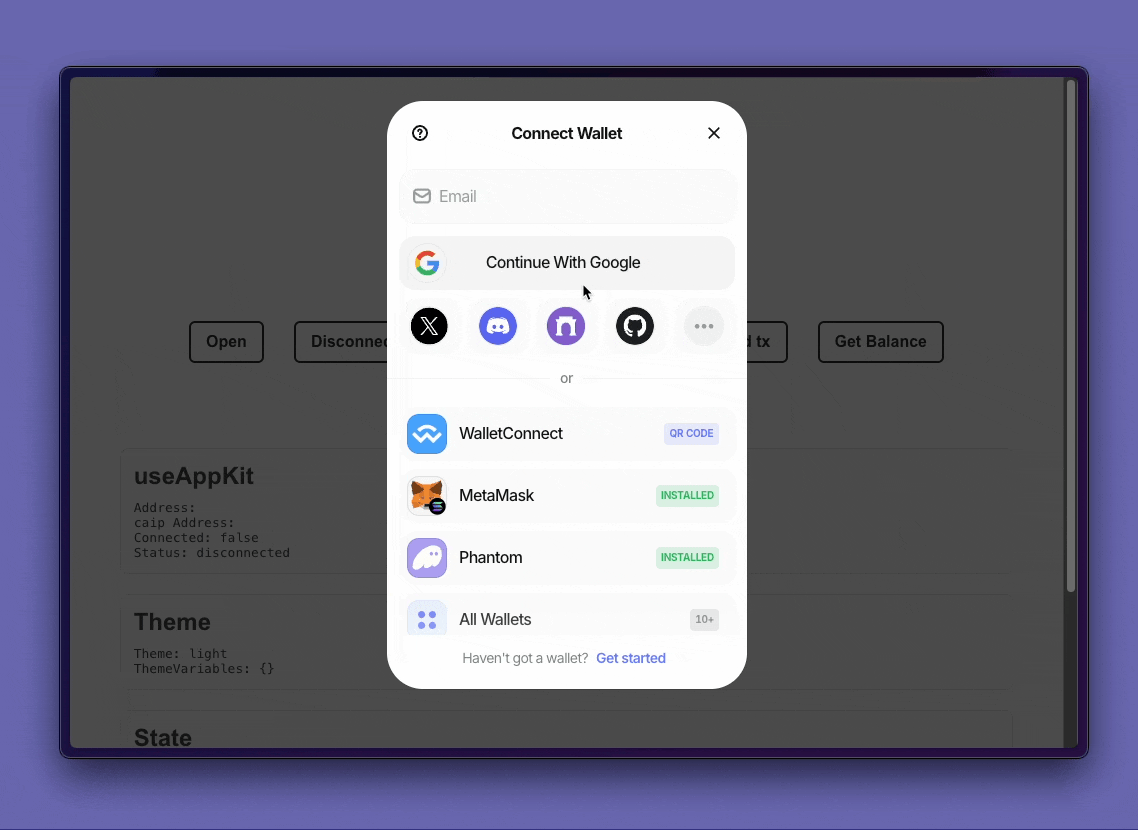 Connect Wallet
Email
Continue With Google
Open
Disconnec
d tx
Get Balance
or
WalletConnect
QR CODE
MetaMask
INSTALLED
Phantom
INSTALLED
All Wallets
10+
Haven't got a wallet? Get started
useAppKit
Address:
caip Address:
Connected: false
Status: disconnected
Theme
Theme: light
ThemeVariables: {}
State